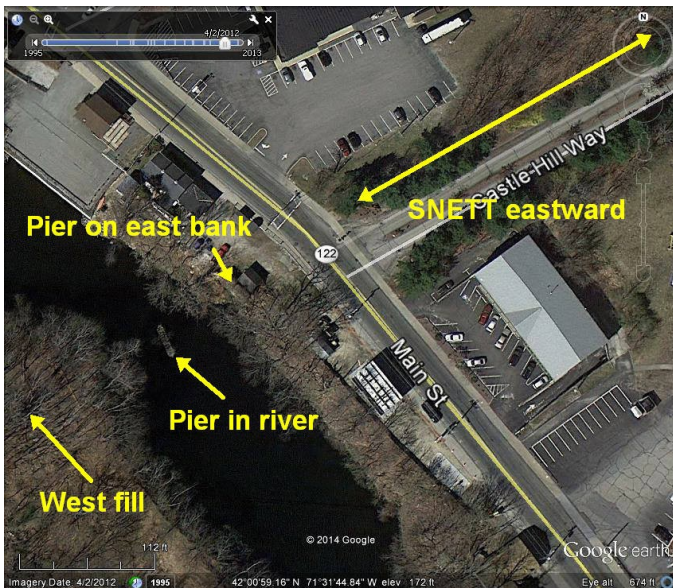 4/2/2012
1995
2013
N
Castle Hill Way
SNETT eastward
Pier on east bank
122
Main St
Pier in river
West fill
© 2014 Google
Google earth
112 ft
Imagery Date: 4/2/2012
1995
42°00'59.16" N 71°31'44.84" W elev 172 ft
Eye alt 674 ft